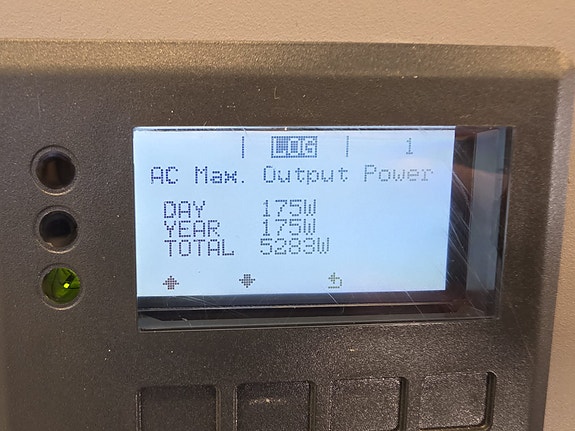 | LOG | 1
AC Max. Output Power
DAY 175W
YEAR 175W
TOTAL 5283W